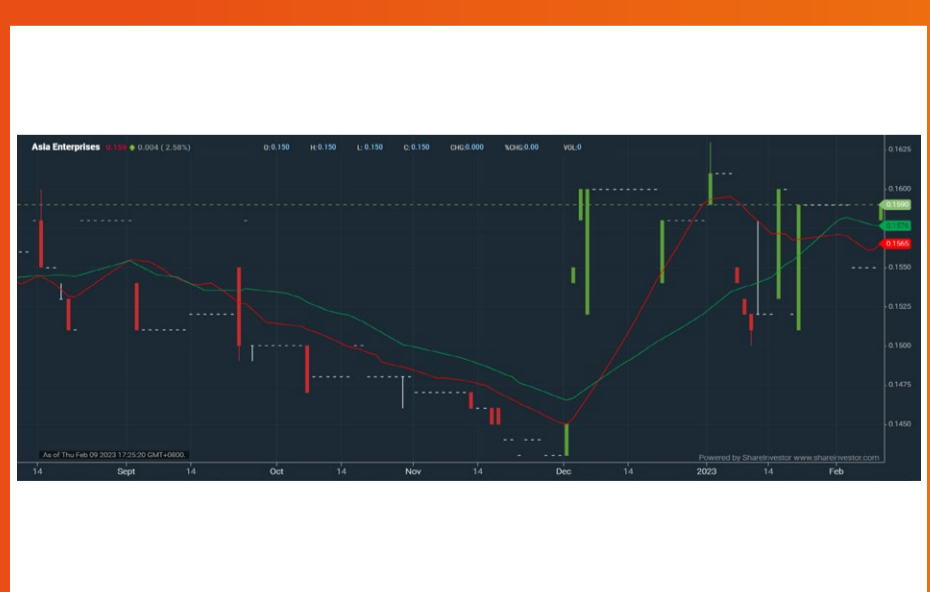 Asia Enterprises 0.159 0.004 ( 2.58%) O:0.150 H:0.150 L: 0.150 C: 0.150 CHG:0.000 %CHG:0.00 VOL:0
0.1625
0.1600
0.1590
0.1576
0.1565
0.1550
0.1525
0.1500
0.1475
0.1450
As of Thu Feb 09 2023 17:25:20 GMT+0800.
Powered by ShareInvestor www.shareinvestor.com
14 Sept 14 Oct 14 Nov 14 Dec 14 2023 14 Feb